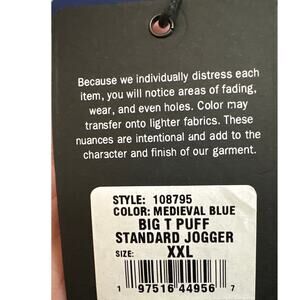 Because we individually distress each
item, you will notice areas of fading,
wear, and even holes. Color may
transfer onto lighter fabrics. These
nuances are intentional and add to the
character and finish of our garment.
STYLE: 108795
COLOR: MEDIEVAL BLUE
BIG T PUFF
STANDARD JOGGER
SIZE: XXL
1 97516 44956 7